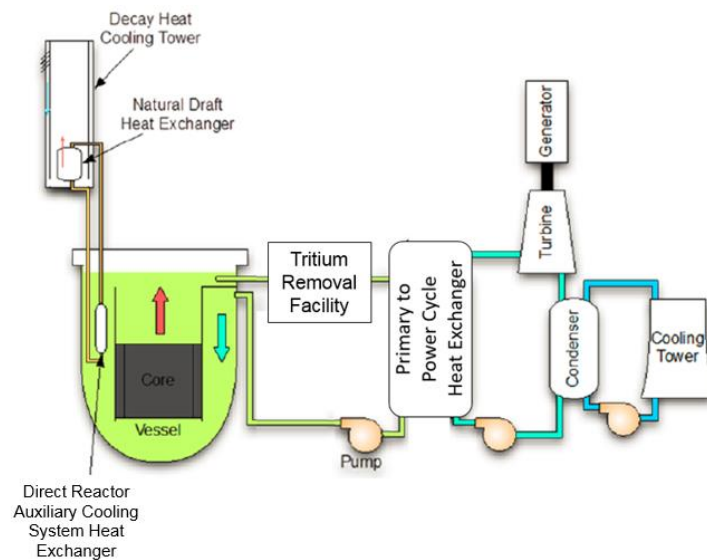 Decay Heat
Cooling Tower
Natural Draft
Heat Exchanger
Generator
Turbine
Tritium
Removal
Facility
Primary to
Power Cycle
Heat Exchanger
Condenser
Cooling
Tower
Core
Vessel
Pump
Direct Reactor
Auxiliary Cooling
System Heat
Exchanger